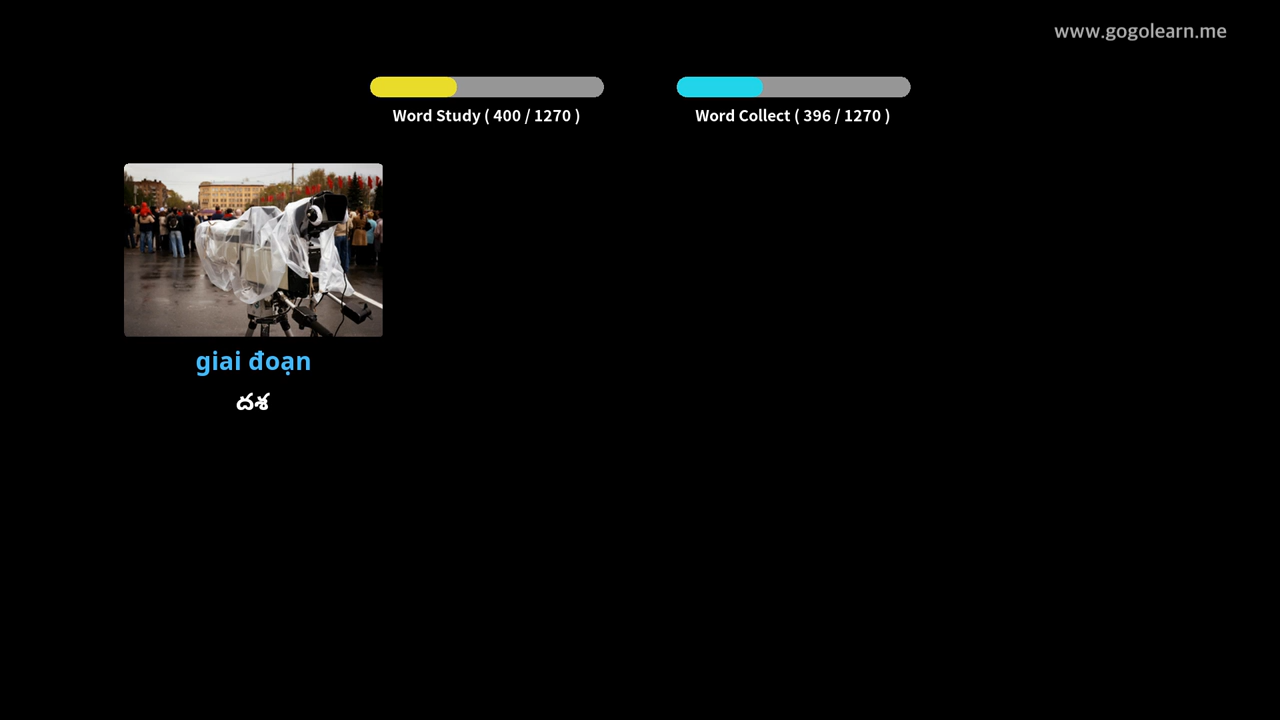 www.gogolearn.me
Word Study ( 400 / 1270 )
Word Collect ( 396 / 1270 )
giai đoạn
దశ